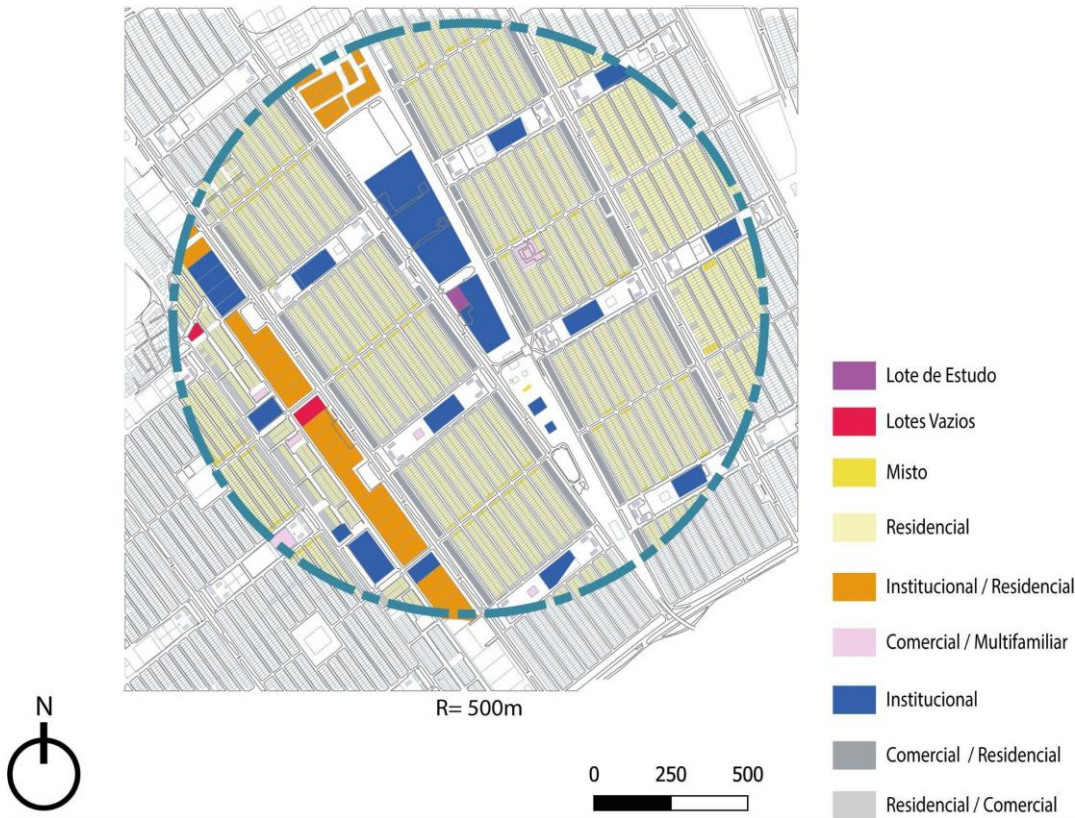 Lote de Estudo
Lotes Vazios
Misto
Residencial
Institucional / Residencial
Comercial / Multifamiliar
Institucional
Comercial / Residencial
Residencial / Comercial
R= 500m
N
0 250 500